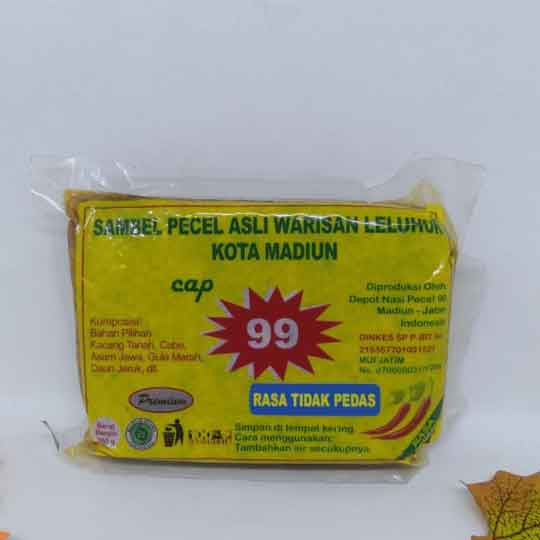 SAMBEL PECEL ASLI WARISAN LELUHUR
KOTA MADIUN
cap
99
Komposisi:
Bahan Pilihan
Kacang Tanah, Cabe,
Asam Jawa, Gula Merah,
Daun Jeruk, dll.
Diproduksi Oleh:
Depot Nasi Pecel 99
Madiun - Jatim
Indonesia
DINKES SP P-IRT No
MUI JATIM
Premium
RASA TIDAK PEDAS
Berat
Bersih
Simpan di tempat kering
Cara menggunakan:
Tambahkan air secukupnya